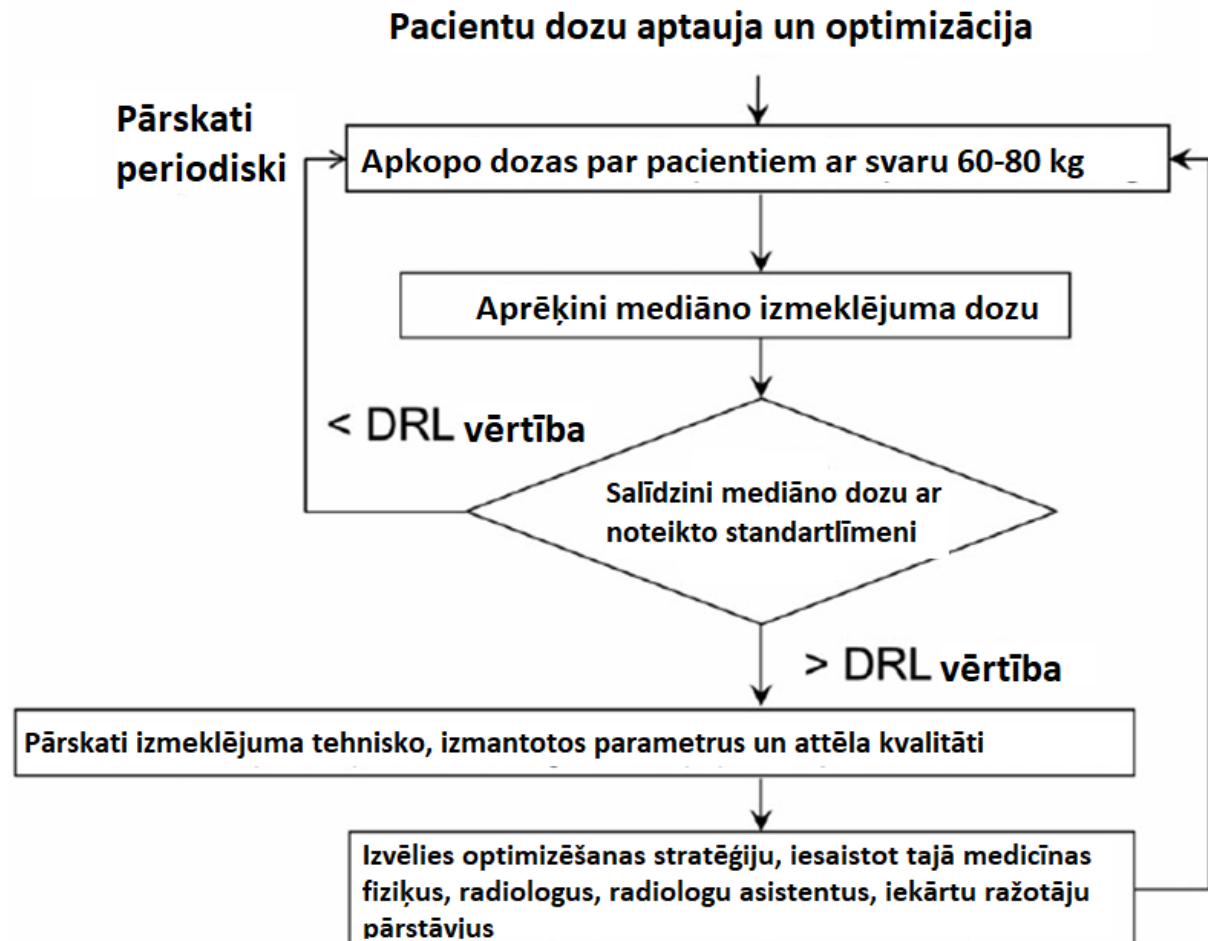 Pacientu dozu aptauja un optimizācija
Pārskati
periodiski
Apkopo dozas par pacientiem ar svaru 60-80 kg
Aprēķini mediāno izmeklējuma dozu
< DRL vērtība
Salīdzini mediāno dozu ar
noteikto standartlīmeni
> DRL vērtība
Pārskati izmeklējuma tehnisko, izmantotos parametrus un attēla kvalitāti
Izvēlies optimizēšanas stratēģiju, iesaistot tajā medicīnas
fiziķus, radiologus, radiologu asistentus, iekārtu ražotāju
pārstāvjus